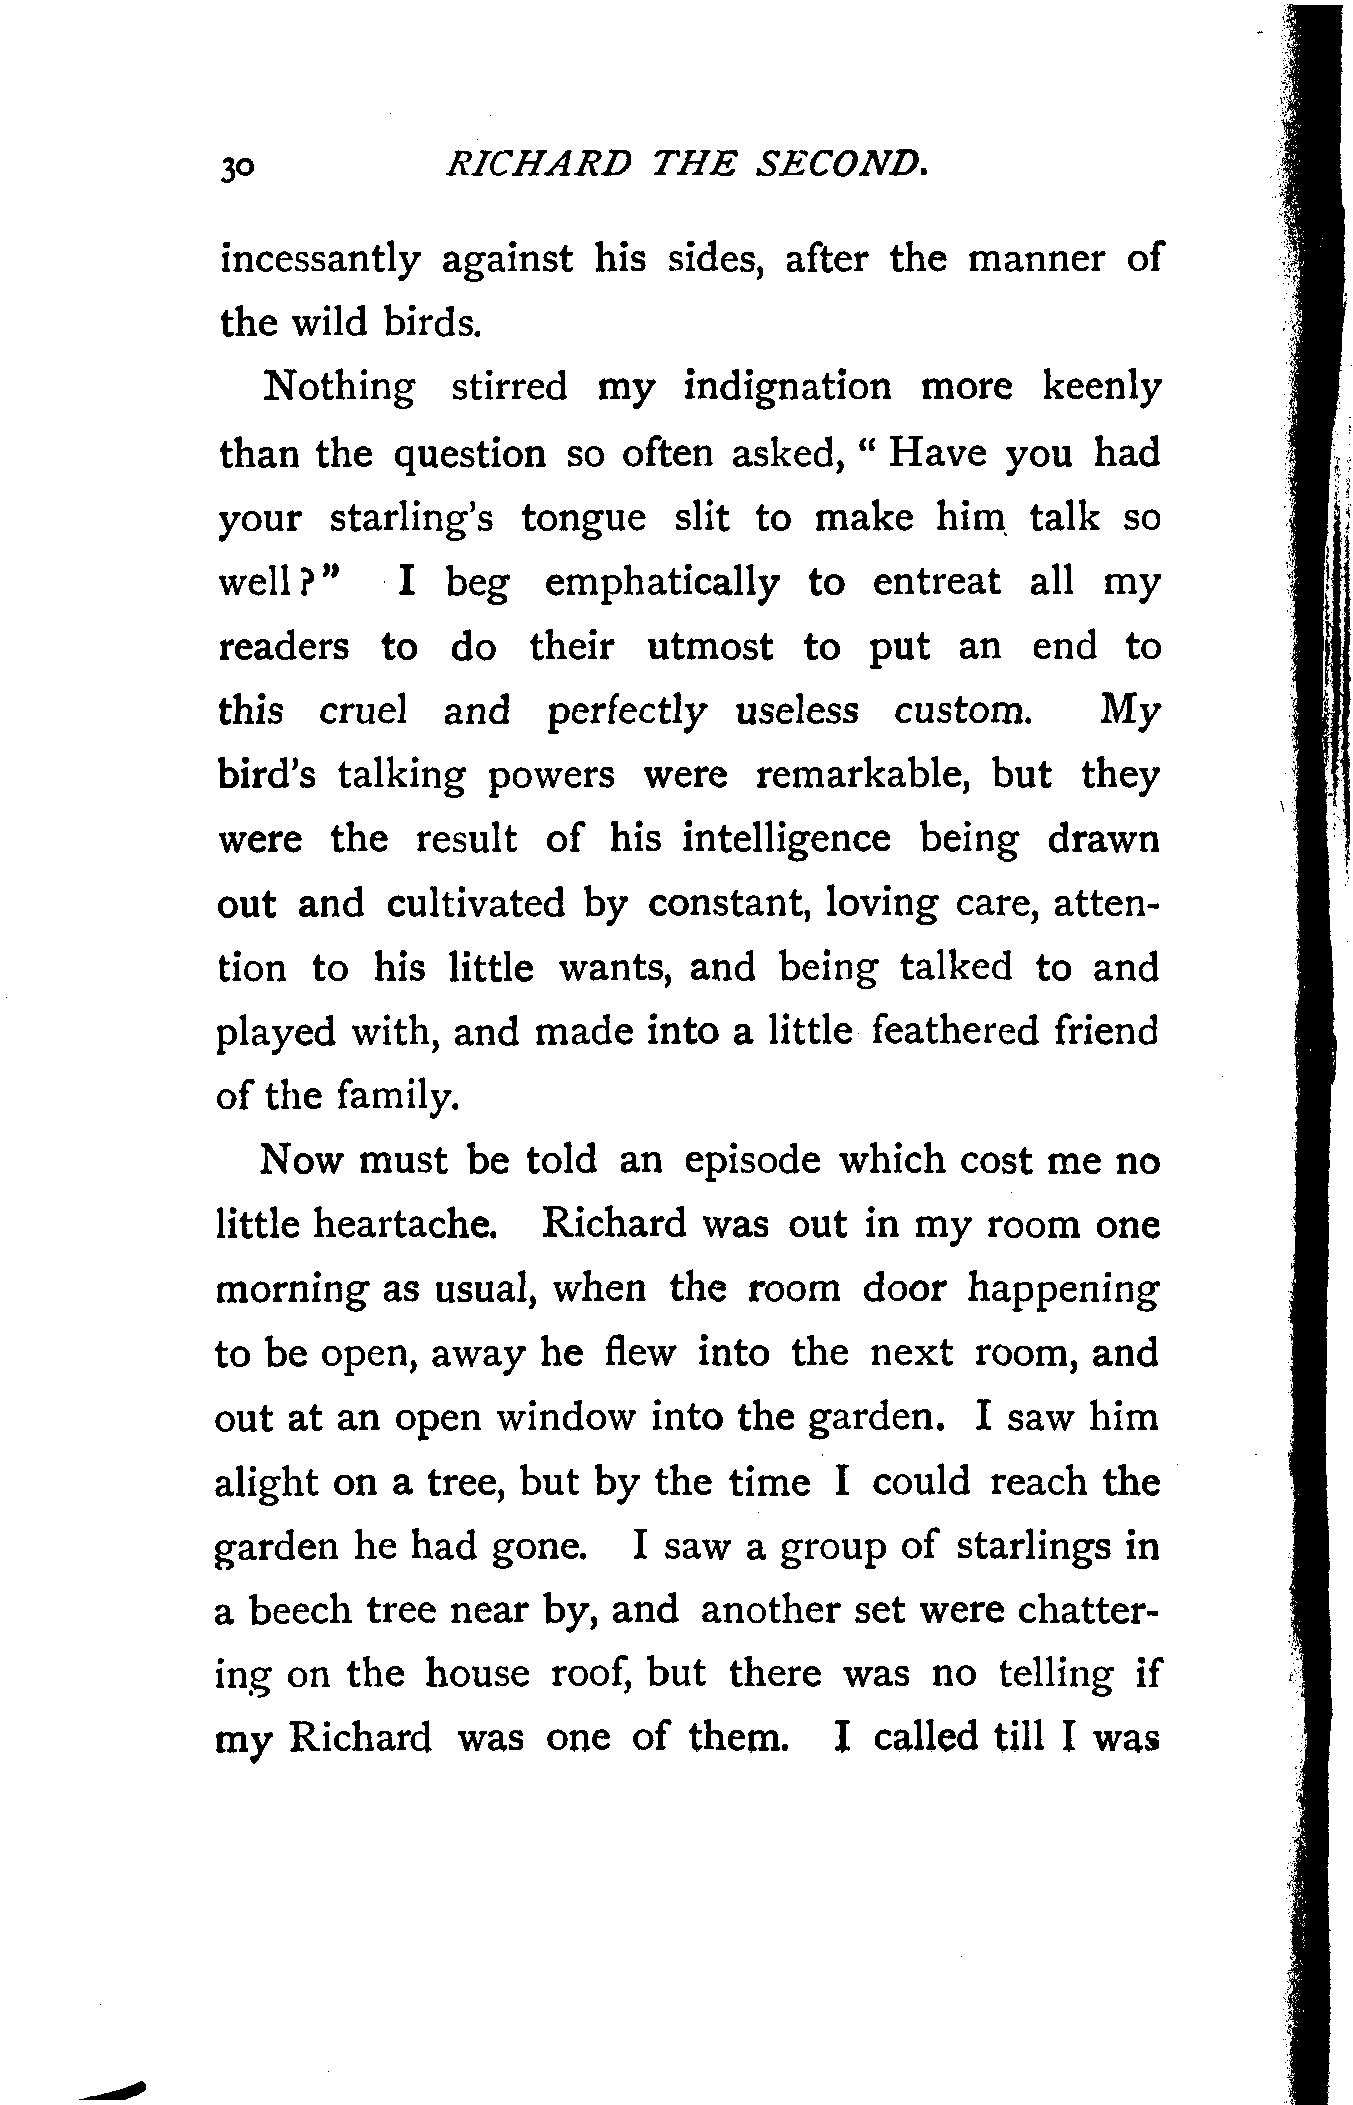 30 RICHARD THE SECOND.
incessantly against his sides, after the manner of
the wild birds.
Nothing stirred my indignation more keenly
than the question so often asked, “ Have you had
your starling's tongue slit to make him talk so
well ?” I beg emphatically to entreat all my
readers to do their utmost to put an end to
this cruel and perfectly useless custom. My
bird's talking powers were remarkable, but they
were the result of his intelligence being drawn
out and cultivated by constant, loving care, atten-
tion to his little wants, and being talked to and
played with, and made into a little feathered friend
of the family.
Now must be told an episode which cost me no
little heartache. Richard was out in my room one
morning as usual, when the room door happening
to be open, away he flew into the next room, and
out at an open window into the garden. I saw him
alight on a tree, but by the time I could reach the
garden he had gone. I saw a group of starlings in
a beech tree near by, and another set were chatter-
ing on the house roof, but there was no telling if
my Richard was one of them. I called till I was